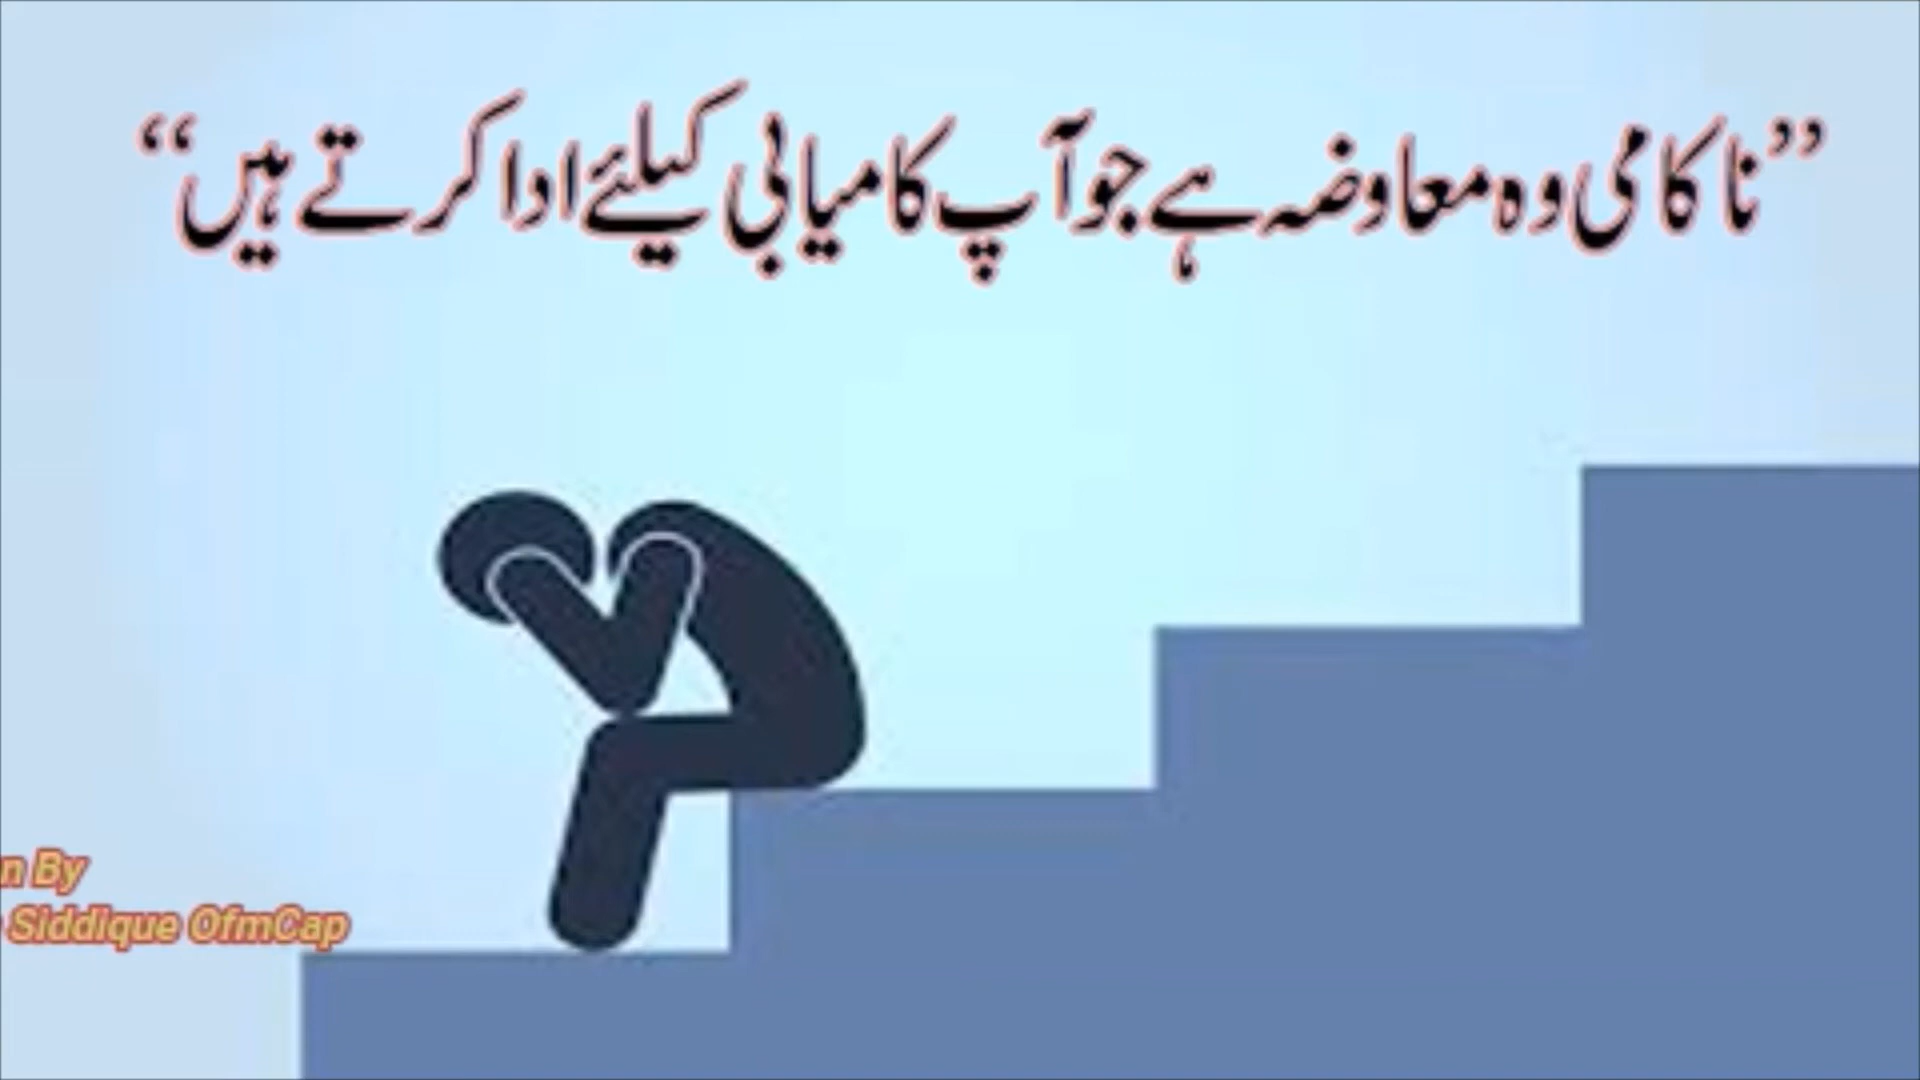 ”ناکامی وہ معاوضہ ہے جو آپ کامیابی کیلئے ادا کرتے ہیں“
n By
Siddique OfmCap